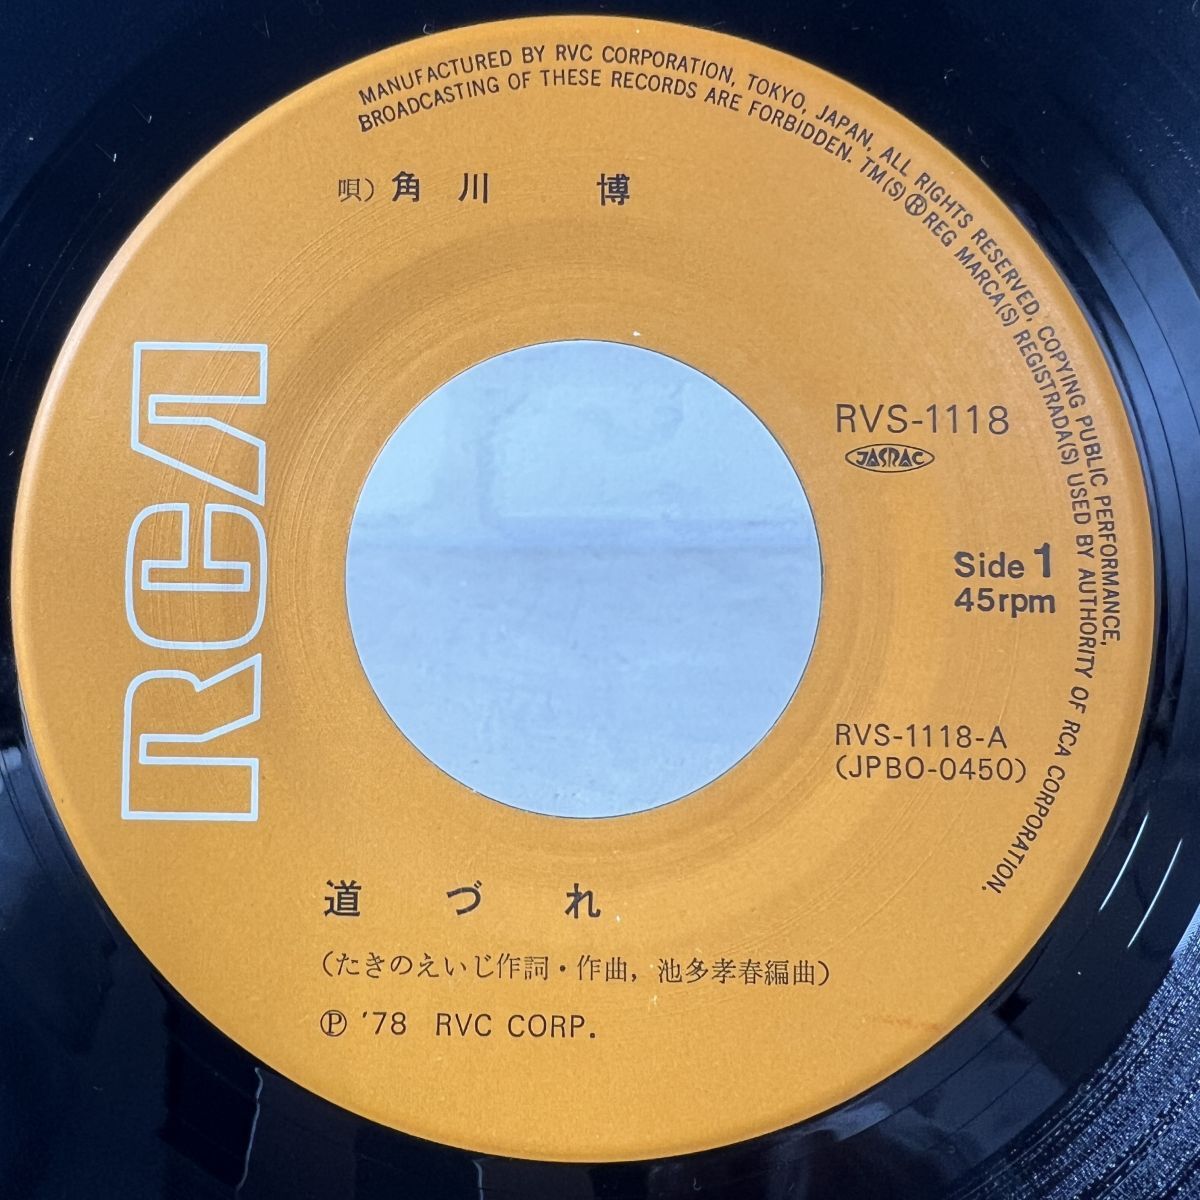 MANUFACTURED BY RVC CORPORATION, TOKYO, JAPAN, ALL RIGHTS RESERVED, COPYING PUBLIC PERFORMANCE,
BROADCASTING OF THESE RECORDS ARE FORBIDDEN. TM(S)®REG MARCA(S) REGISTRADA(S) USED BY AUTHORITY OF RCA CORPORATION.
唄）角川 博
RCA
RVS-1118
JASRAC
Side 1
45rpm
RVS-1118-A
(JPBO-0450)
道づれ
（たきのえいじ作詞・作曲, 池多孝春編曲）
℗ '78 RVC CORP.